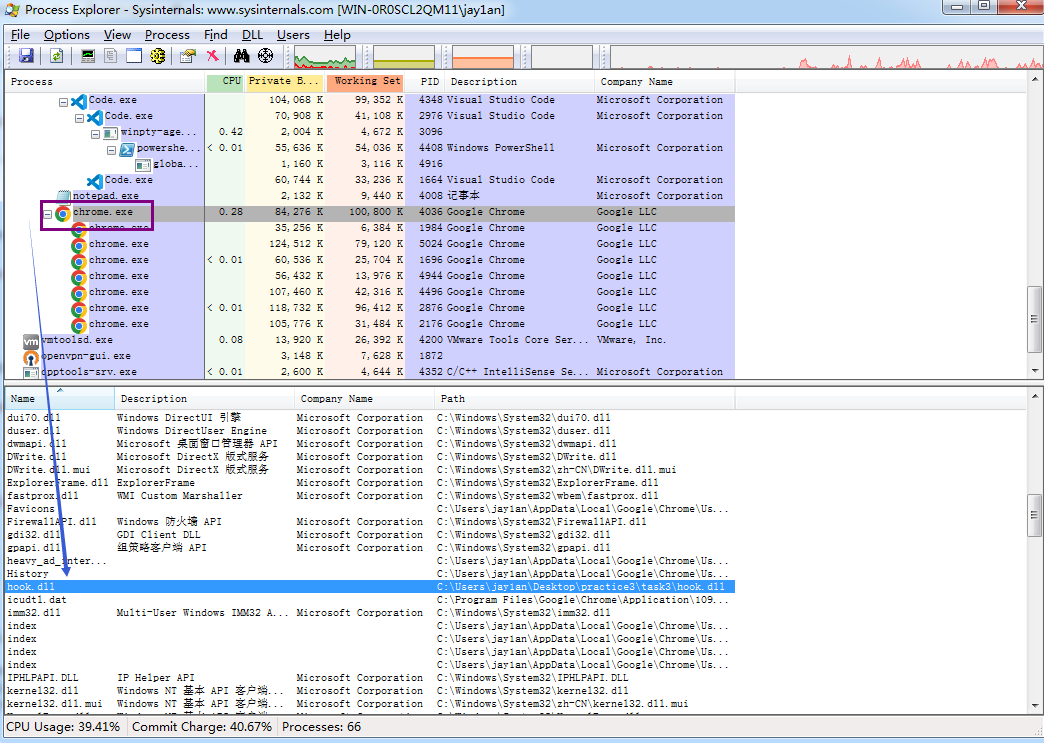 Process Explorer - Sysinternals: www.sysinternals.com [WIN-0R0SCL2QM11\jay1an]
File Options View Process Find DLL Users Help
Process CPU Private B... Working Set PID Description Company Name
Code.exe 104,068 K 99,352 K 4348 Visual Studio Code Microsoft Corporation
Code.exe 70,908 K 41,108 K 2976 Visual Studio Code Microsoft Corporation
winpty-age... 0.42 2,004 K 4,672 K 3096
powershe... < 0.01 55,636 K 54,036 K 4408 Windows PowerShell Microsoft Corporation
globa... 1,160 K 3,116 K 4916
Code.exe 60,744 K 33,236 K 1664 Visual Studio Code Microsoft Corporation
notepad.exe 2,132 K 9,440 K 4008 记事本 Microsoft Corporation
chrome.exe 0.28 84,276 K 100,800 K 4036 Google Chrome Google LLC
chrome.exe 35,256 K 6,384 K 1984 Google Chrome Google LLC
chrome.exe 124,512 K 79,120 K 5024 Google Chrome Google LLC
chrome.exe < 0.01 60,536 K 25,704 K 1696 Google Chrome Google LLC
chrome.exe 56,432 K 13,976 K 4944 Google Chrome Google LLC
chrome.exe 107,460 K 42,316 K 4496 Google Chrome Google LLC
chrome.exe < 0.01 118,732 K 96,412 K 2876 Google Chrome Google LLC
chrome.exe 105,776 K 31,484 K 2176 Google Chrome Google LLC
vm vmtoolsd.exe 0.08 13,920 K 26,392 K 4200 VMware Tools Core Ser... VMware, Inc.
openvpn-gui.exe 3,148 K 7,628 K 1872
cpptools-srv.exe < 0.01 2,600 K 4,644 K 4352 C/C++ IntelliSense Se... Microsoft Corporation
Name Description Company Name Path
dui70.dll Windows DirectUI 引擎 Microsoft Corporation C:\Windows\System32\dui70.dll
duser.dll Windows DirectUser Engine Microsoft Corporation C:\Windows\System32\duser.dll
dwmapi.dll Microsoft 桌面窗口管理器 API Microsoft Corporation C:\Windows\System32\dwmapi.dll
DWrite.dll Microsoft DirectX 版式服务 Microsoft Corporation C:\Windows\System32\DWrite.dll
DWrite.dll.mui Microsoft DirectX 版式服务 Microsoft Corporation C:\Windows\System32\zh-CN\DWrite.dll.mui
ExplorerFrame.dll ExplorerFrame Microsoft Corporation C:\Windows\System32\ExplorerFrame.dll
fastprox.dll WMI Custom Marshaller Microsoft Corporation C:\Windows\System32\wbem\fastprox.dll
Favicons C:\Users\jay1an\AppData\Local\Google\Chrome\Us...
FirewallAPI.dll Windows 防火墙 API Microsoft Corporation C:\Windows\System32\FirewallAPI.dll
gdi32.dll GDI Client DLL Microsoft Corporation C:\Windows\System32\gdi32.dll
gpapi.dll 组策略客户端 API Microsoft Corporation C:\Windows\System32\gpapi.dll
heavy_ad_inter... C:\Users\jay1an\AppData\Local\Google\Chrome\Us...
History C:\Users\jay1an\AppData\Local\Google\Chrome\Us...
hook.dll C:\Users\jay1an\Desktop\practice3\task3\hook.dll
icudtl.dat C:\Program Files\Google\Chrome\Application\109...
imm32.dll Multi-User Windows IMM32 A... Microsoft Corporation C:\Windows\System32\imm32.dll
index C:\Users\jay1an\AppData\Local\Google\Chrome\Us...
index C:\Users\jay1an\AppData\Local\Google\Chrome\Us...
index C:\Users\jay1an\AppData\Local\Google\Chrome\Us...
index C:\Users\jay1an\AppData\Local\Google\Chrome\Us...
IPHLPAPI.DLL IP Helper API Microsoft Corporation C:\Windows\System32\IPHLPAPI.DLL
kernel32.dll Windows NT 基本 API 客户端... Microsoft Corporation C:\Windows\System32\kernel32.dll
kernel32.dll.mui Windows NT 基本 API 客户端... Microsoft Corporation C:\Windows\System32\zh-CN\kernel32.dll.mui
CPU Usage: 39.41% Commit Charge: 40.67% Processes: 66